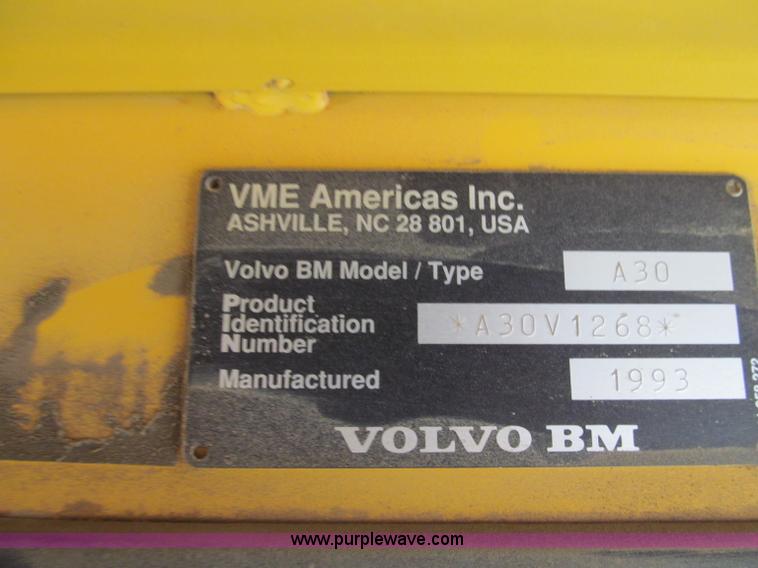 VME Americas Inc.
ASHVILLE, NC 28 801, USA
Volvo BM Model / Type A30
Product
Identification
Number *A30V1268*
Manufactured 1993
VOLVO BM
www.purplewave.com